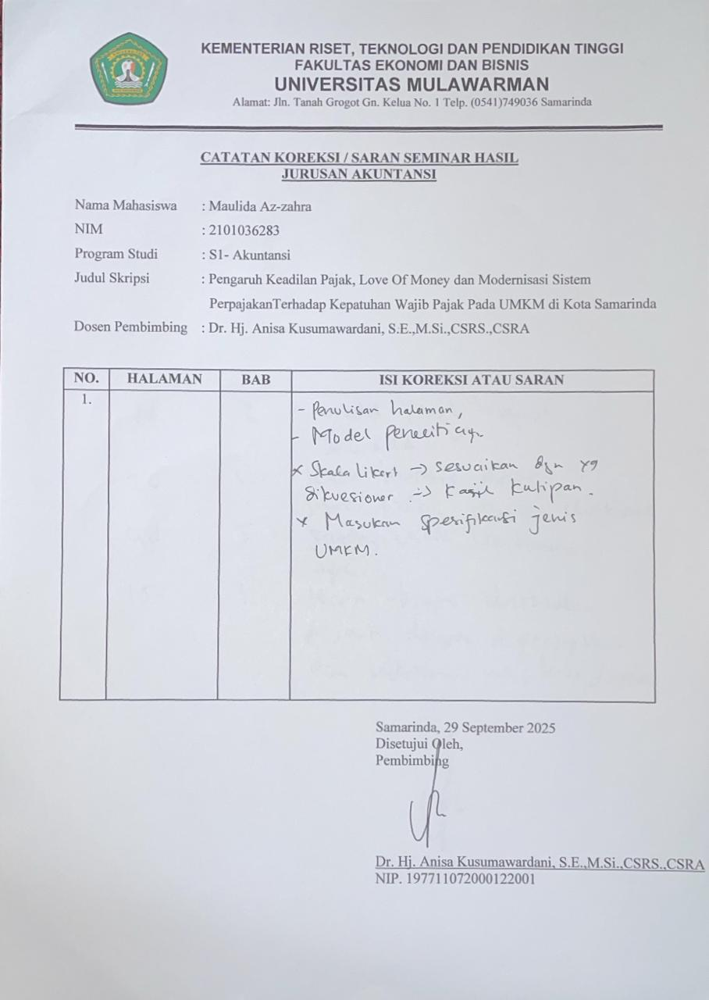 KEMENTERIAN RISET, TEKNOLOGI DAN PENDIDIKAN TINGGI
FAKULTAS EKONOMI DAN BISNIS
UNIVERSITAS MULAWARMAN
Alamat: Jln. Tanah Grogot Gn. Kelua No. 1 Telp. (0541)749036 Samarinda
CATATAN KOREKSI / SARAN SEMINAR HASIL
JURUSAN AKUNTANSI
Nama Mahasiswa : Maulida Az-zahra
NIM : 2101036283
Program Studi : S1- Akuntansi
Judul Skripsi : Pengaruh Keadilan Pajak, Love Of Money dan Modernisasi Sistem
PerpajakanTerhadap Kepatuhan Wajib Pajak Pada UMKM di Kota Samarinda
Dosen Pembimbing : Dr. Hj. Anisa Kusumawardani, S.E.,M.Si.,CSRS.,CSRA
NO. HALAMAN BAB ISI KOREKSI ATAU SARAN
1.
- Penulisan halaman,
- Model penelitian
x Skala likert -> sesuaikan dgn yg
dikuesioner -> kutipan.
x Masukan spesifikasi jenis
UMKM.
Samarinda, 29 September 2025
Disetujui Oleh,
Pembimbing
Dr. Hj. Anisa Kusumawardani, S.E.,M.Si.,CSRS.,CSRA
NIP. 197711072000122001